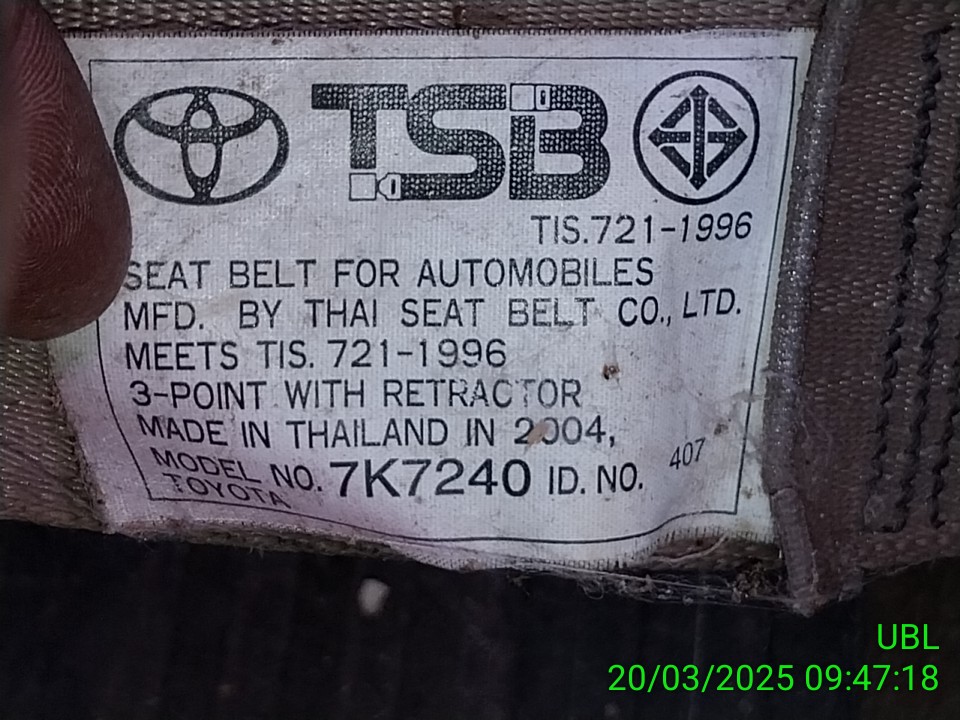 TSB
TIS.721-1996
SEAT BELT FOR AUTOMOBILES
MFD. BY THAI SEAT BELT CO., LTD.
MEETS TIS. 721-1996
3-POINT WITH RETRACTOR
MADE IN THAILAND IN 2004,
MODEL NO. 7K7240 ID. NO. 407
TOYOTA
UBL
20/03/2025 09:47:18